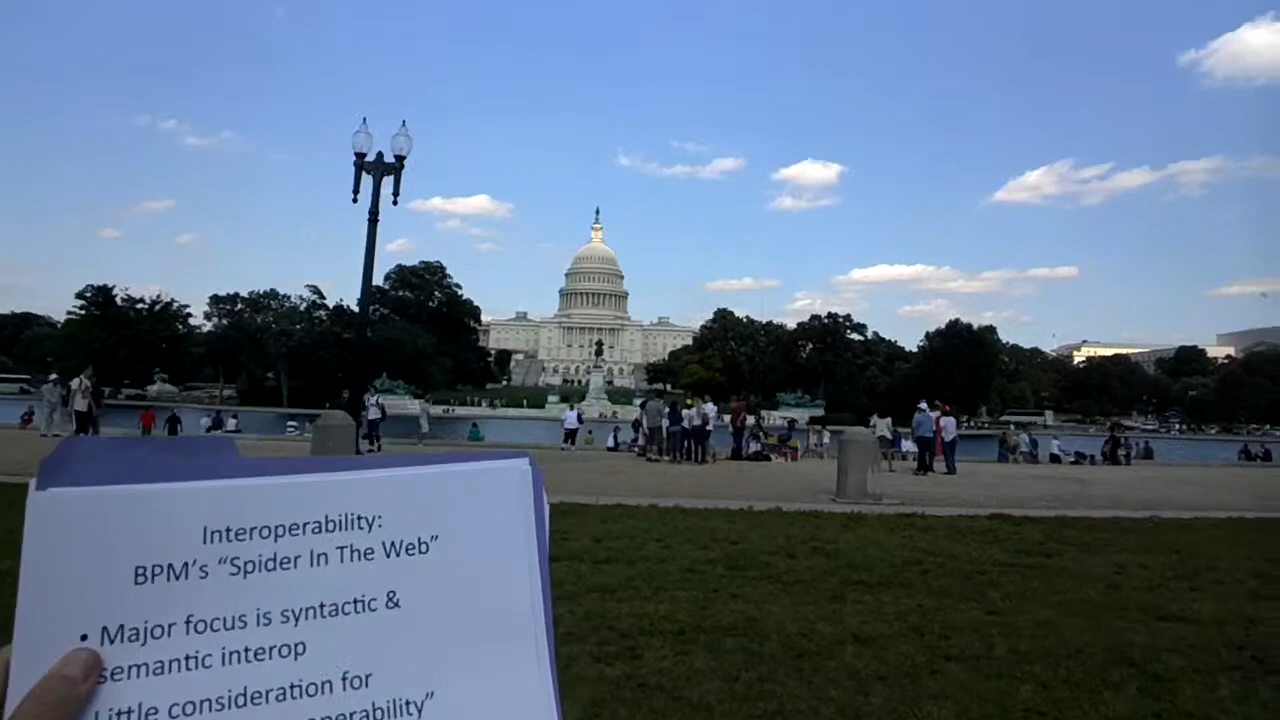 Interoperability:
BPM's “Spider In The Web”
• Major focus is syntactic &
semantic interop
Little consideration for